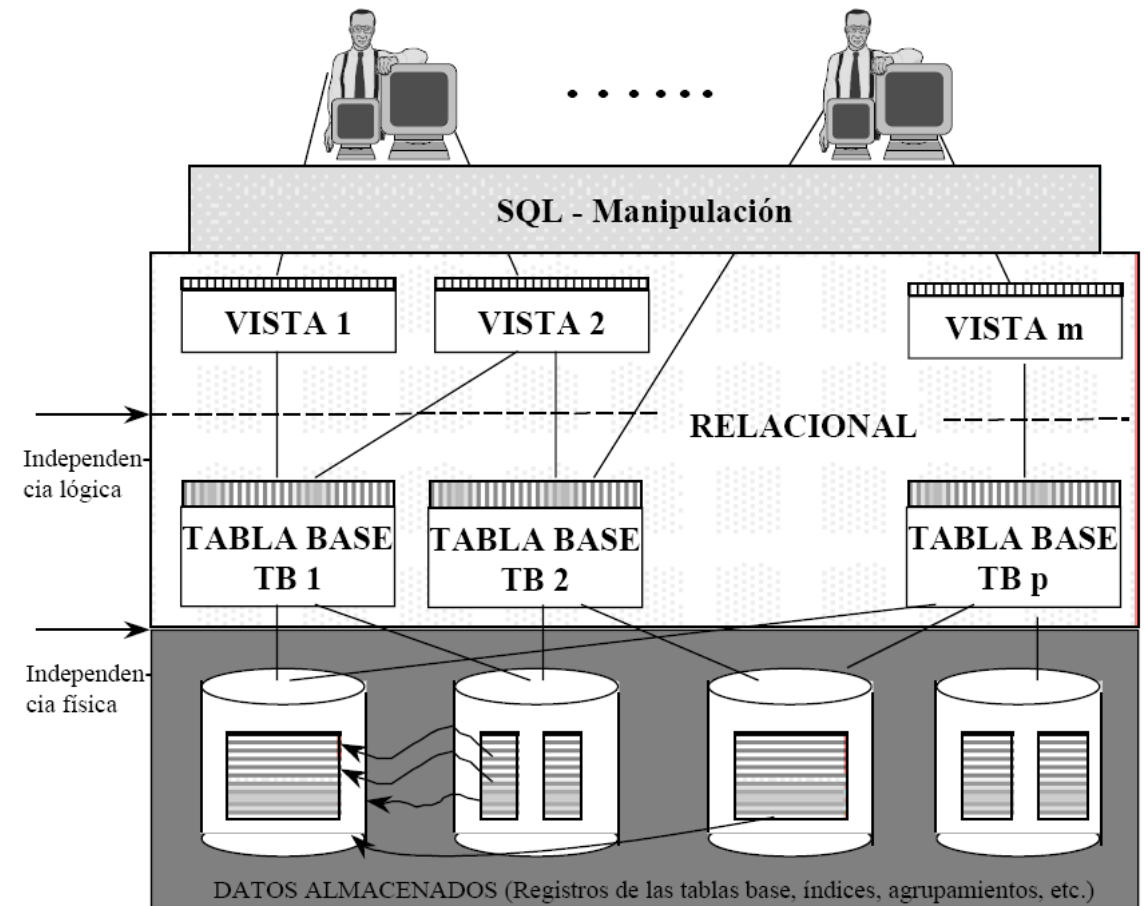 SQL - Manipulación
VISTA 1
VISTA 2
VISTA m
RELACIONAL
Independen-
cia lógica
TABLA BASE
TB 1
TABLA BASE
TB 2
TABLA BASE
TB p
Independen-
cia física
DATOS ALMACENADOS (Registros de las tablas base, índices, agrupamientos, etc.)